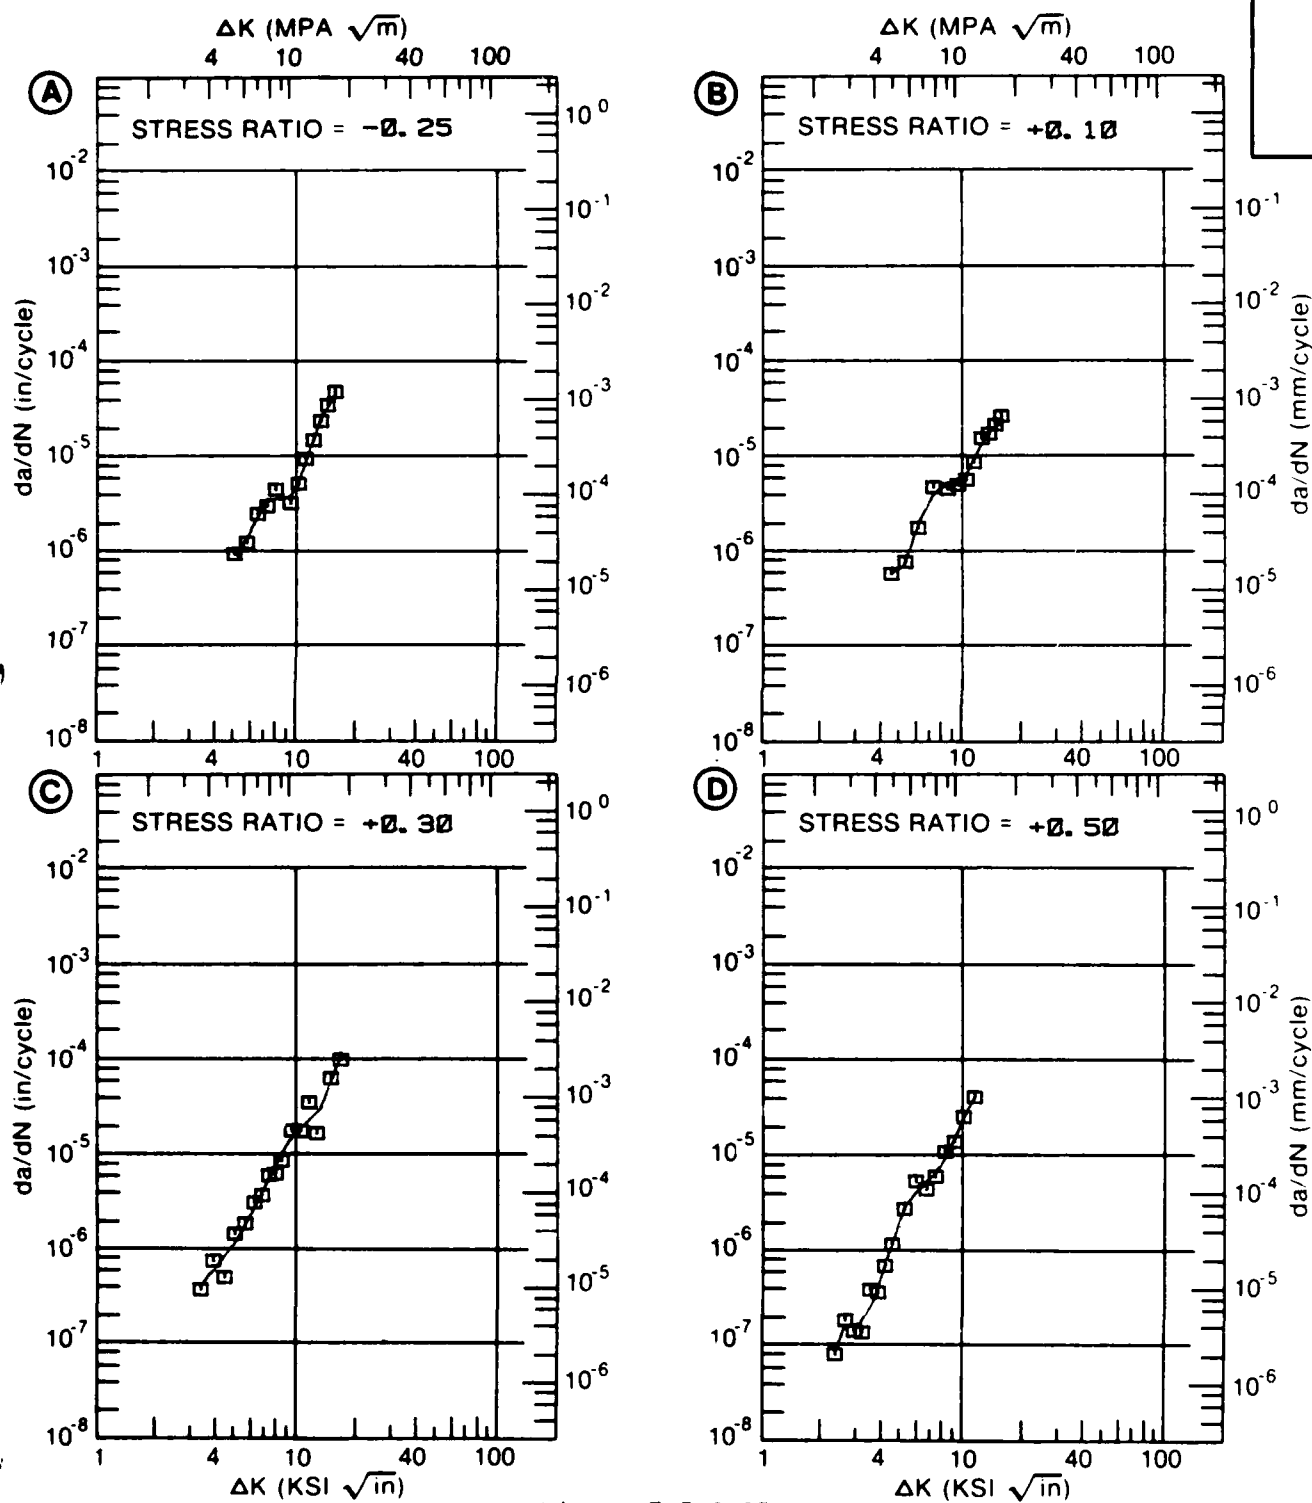 ΔK (MPA √m)
4 10 40 100
A
STRESS RATIO = -0.25
10⁰
10⁻¹
10⁻²
10⁻³
10⁻⁴
10⁻⁵
10⁻⁶
da/dN (in/cycle)
10⁻²
10⁻³
10⁻⁴
10⁻⁵
10⁻⁶
10⁻⁷
10⁻⁸
1 4 10 40 100
ΔK (MPA √m)
4 10 40 100
B
STRESS RATIO = +0.10
10⁻²
10⁻³
10⁻⁴
10⁻⁵
10⁻⁶
10⁻⁷
10⁻⁸
10⁻¹
10⁻²
10⁻³
10⁻⁴
10⁻⁵
10⁻⁶
da/dN (mm/cycle)
1 4 10 40 100
C
STRESS RATIO = +0.30
10⁰
10⁻¹
10⁻²
10⁻³
10⁻⁴
10⁻⁵
10⁻⁶
da/dN (in/cycle)
10⁻²
10⁻³
10⁻⁴
10⁻⁵
10⁻⁶
10⁻⁷
10⁻⁸
1 4 10 40 100
ΔK (KSI √in)
D
STRESS RATIO = +0.50
10⁻²
10⁻³
10⁻⁴
10⁻⁵
10⁻⁶
10⁻⁷
10⁻⁸
10⁰
10⁻¹
10⁻²
10⁻³
10⁻⁴
10⁻⁵
10⁻⁶
da/dN (mm/cycle)
1 4 10 40 100
ΔK (KSI √in)